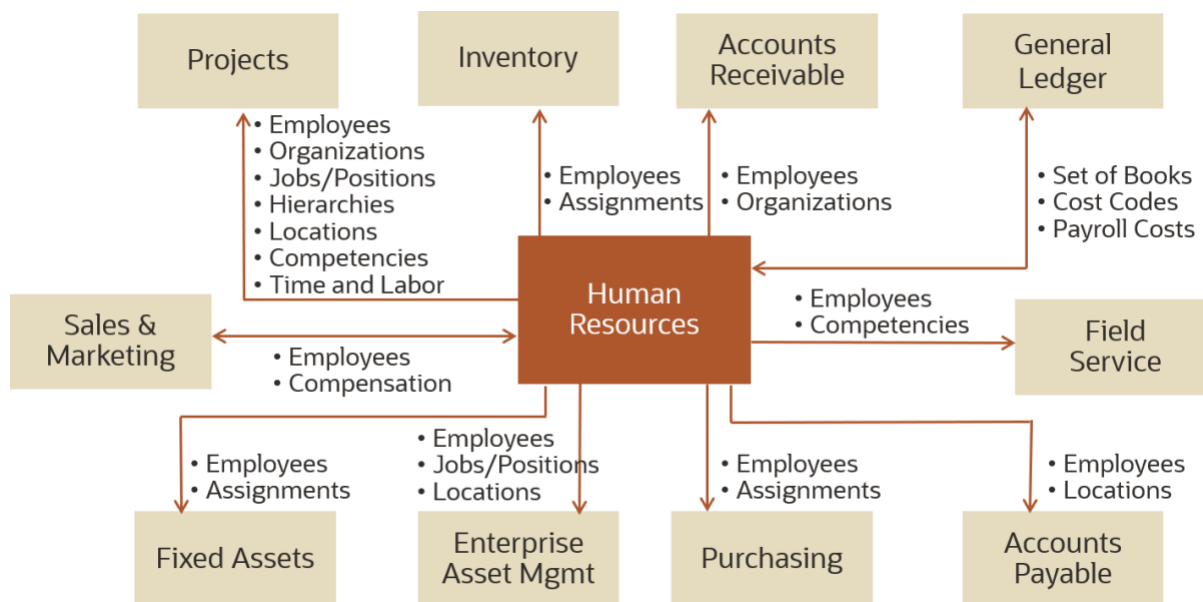 Projects
Inventory
Accounts
Receivable
General
Ledger
• Employees
• Organizations
• Jobs/Positions
• Hierarchies
• Locations
• Competencies
• Time and Labor
• Employees
• Assignments
• Employees
• Organizations
• Set of Books
• Cost Codes
• Payroll Costs
Human
Resources
Sales &
Marketing
• Employees
• Compensation
• Employees
• Competencies
Field
Service
• Employees
• Assignments
• Employees
• Jobs/Positions
• Locations
• Employees
• Assignments
• Employees
• Locations
Fixed Assets
Enterprise
Asset Mgmt
Purchasing
Accounts
Payable